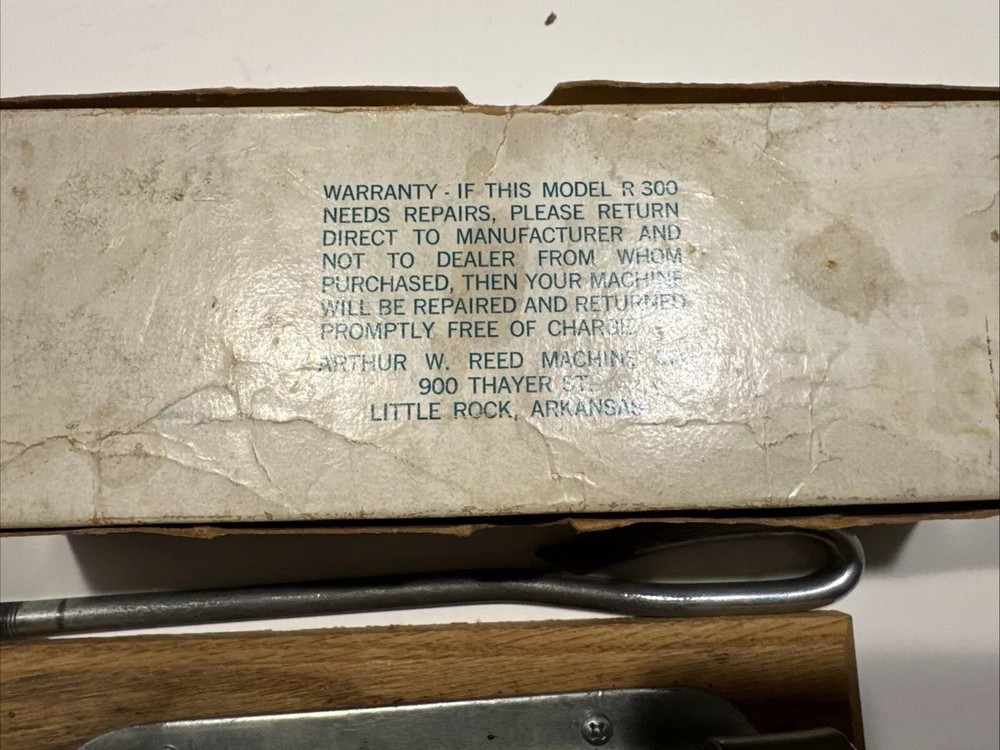 WARRANTY - IF THIS MODEL R 300
NEEDS REPAIRS, PLEASE RETURN
DIRECT TO MANUFACTURER AND
NOT TO DEALER FROM WHOM
PURCHASED, THEN YOUR MACHINE
WILL BE REPAIRED AND RETURNED
PROMPTLY FREE OF CHARGE.
ARTHUR W. REED MACHINE
900 THAYER ST.
LITTLE ROCK, ARKANSAS